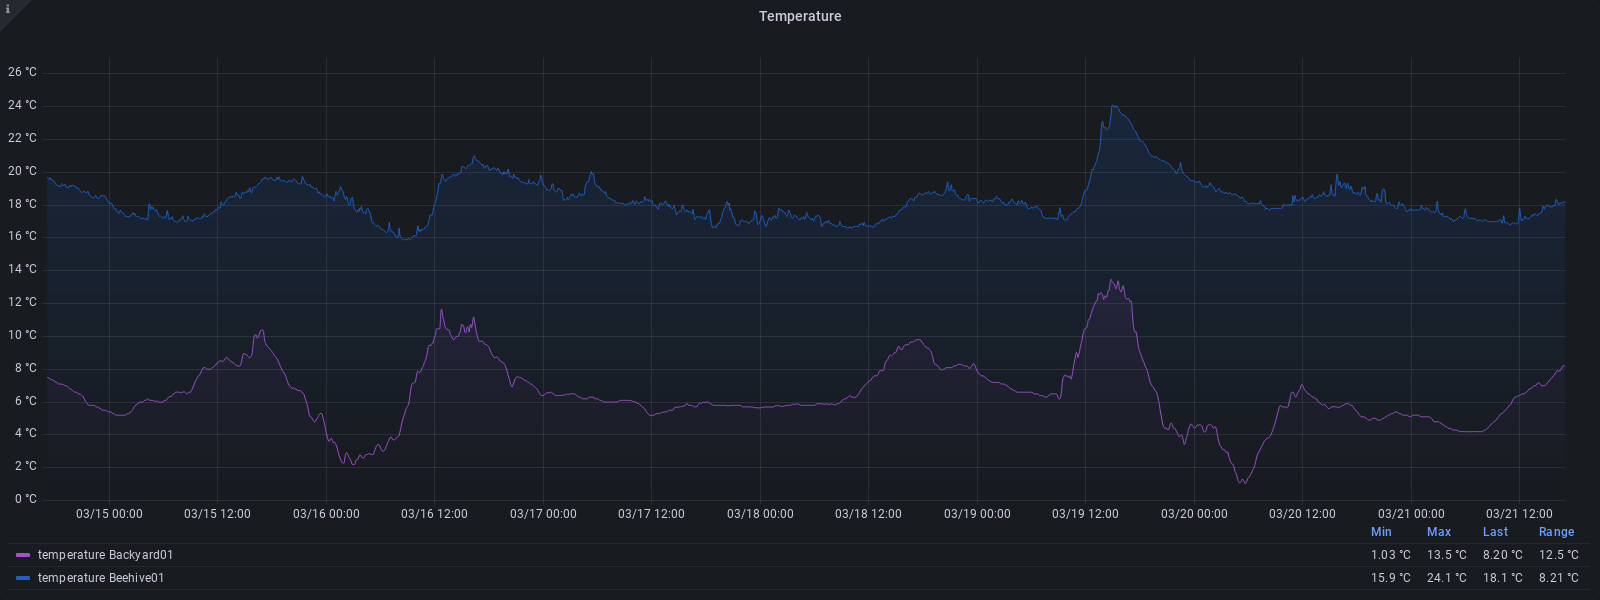 i
Temperature
26 °C
24 °C
22 °C
20 °C
18 °C
16 °C
14 °C
12 °C
10 °C
8 °C
6 °C
4 °C
2 °C
0 °C
03/15 00:00 03/15 12:00 03/16 00:00 03/16 12:00 03/17 00:00 03/17 12:00 03/18 00:00 03/18 12:00 03/19 00:00 03/19 12:00 03/20 00:00 03/20 12:00 03/21 00:00 03/21 12:00
Min Max Last Range
temperature Backyard01 1.03 °C 13.5 °C 8.20 °C 12.5 °C
temperature Beehive01 15.9 °C 24.1 °C 18.1 °C 8.21 °C